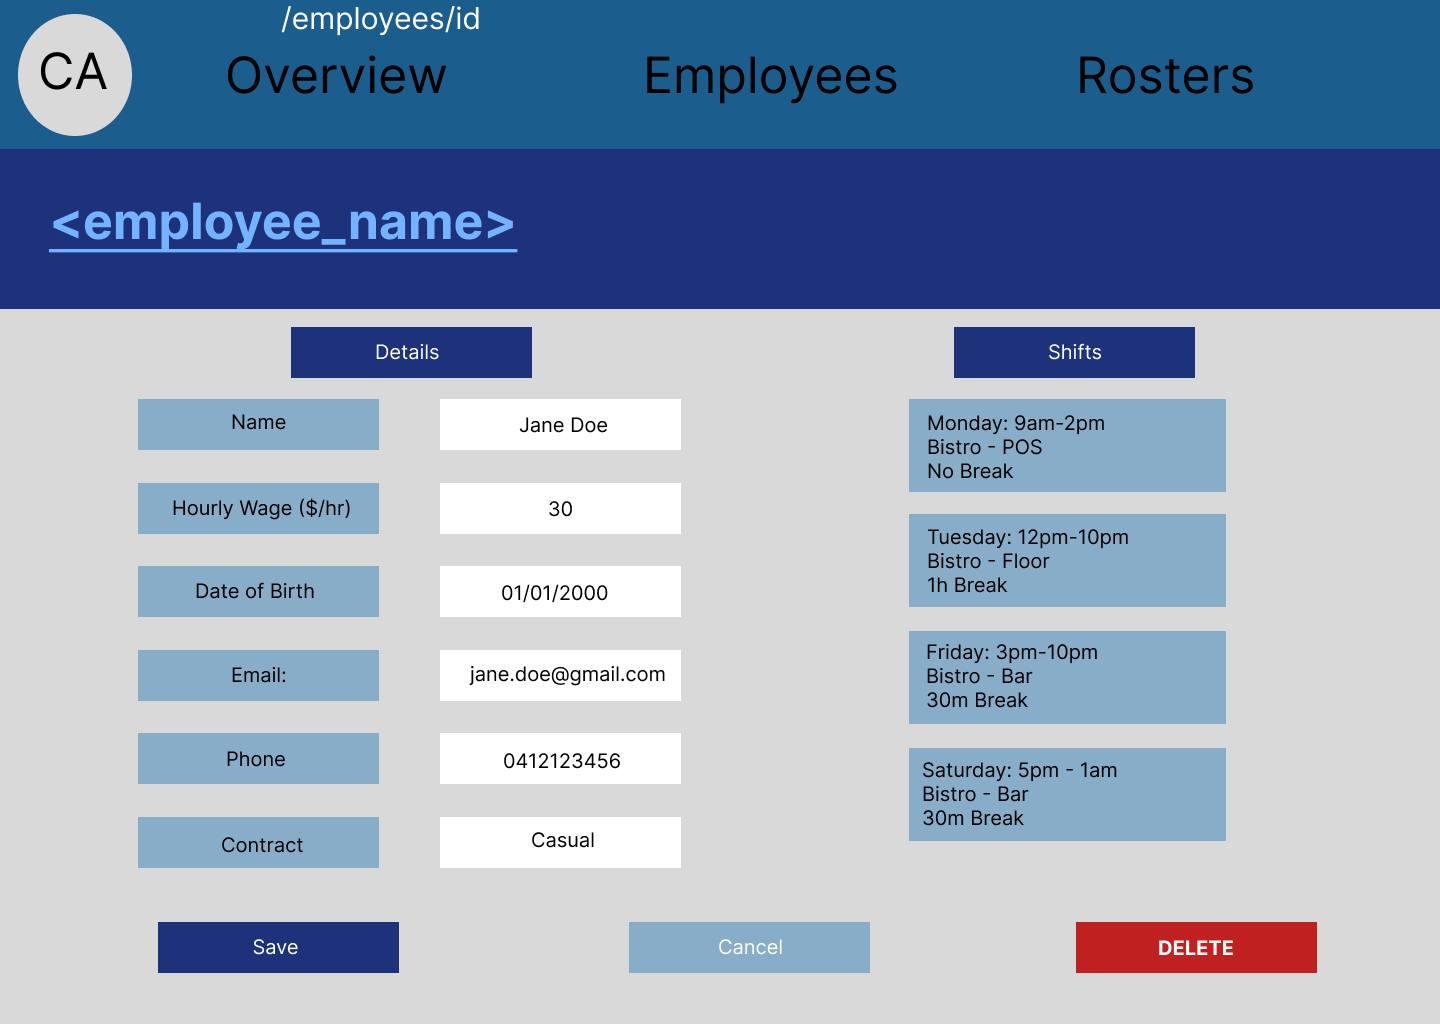 /employees/id
CA
Overview
Employees
Rosters
<employee_name>
Details
Name
Jane Doe
Hourly Wage ($/hr)
30
Date of Birth
01/01/2000
Email:
jane.doe@gmail.com
Phone
0412123456
Contract
Casual
Shifts
Monday: 9am-2pm
Bistro - POS
No Break
Tuesday: 12pm-10pm
Bistro - Floor
1h Break
Friday: 3pm-10pm
Bistro - Bar
30m Break
Saturday: 5pm - 1am
Bistro - Bar
30m Break
Save
Cancel
DELETE